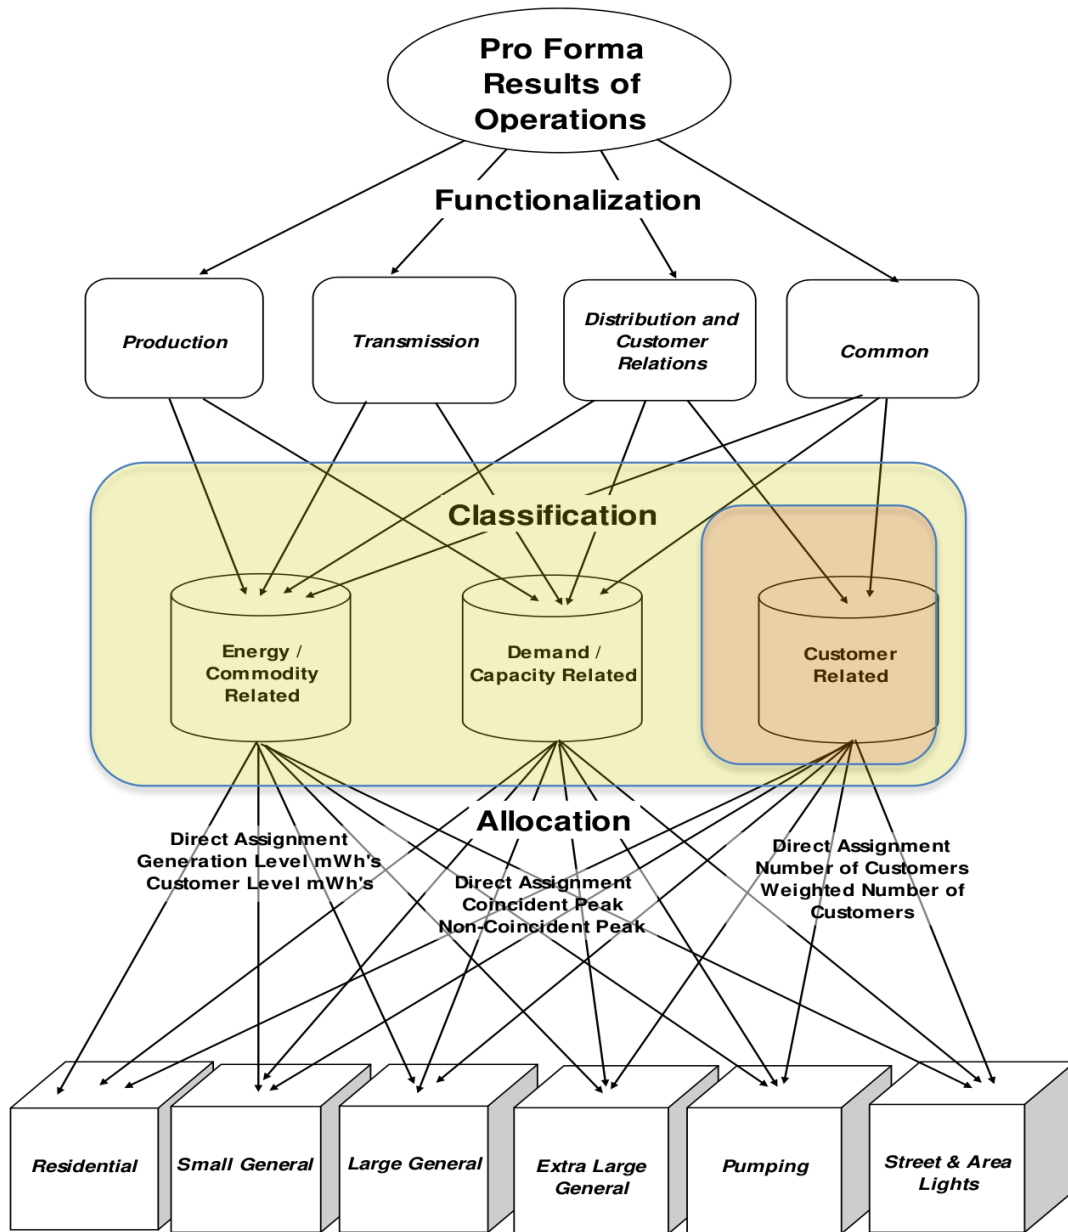 Pro Forma
Results of
Operations
Functionalization
Production
Transmission
Distribution and
Customer
Relations
Common
Classification
Energy /
Commodity
Related
Demand /
Capacity Related
Customer
Related
Allocation
Direct Assignment
Generation Level mWh's
Customer Level mWh's
Direct Assignment
Coincident Peak
Non-Coincident Peak
Direct Assignment
Number of Customers
Weighted Number of
Customers
Residential
Small General
Large General
Extra Large
General
Pumping
Street & Area
Lights